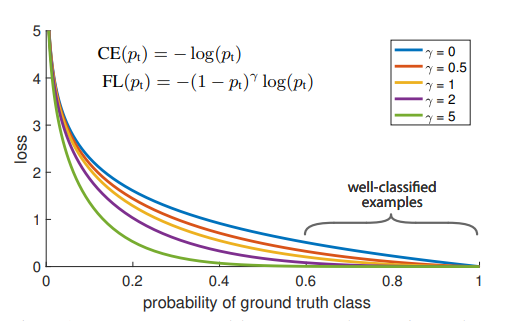 5
4
3
2
1
0
loss
CE(pₜ) = − log(pₜ)
FL(pₜ) = −(1 − pₜ)^γ log(pₜ)
γ = 0
γ = 0.5
γ = 1
γ = 2
γ = 5
well-classified
examples
0 0.2 0.4 0.6 0.8 1
probability of ground truth class